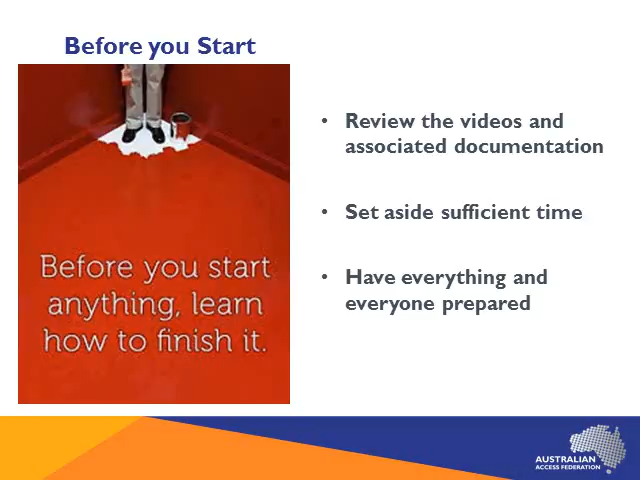 Before you Start
Before you start
anything, learn
how to finish it.
• Review the videos and
associated documentation
• Set aside sufficient time
• Have everything and
everyone prepared
AUSTRALIAN
ACCESS FEDERATION